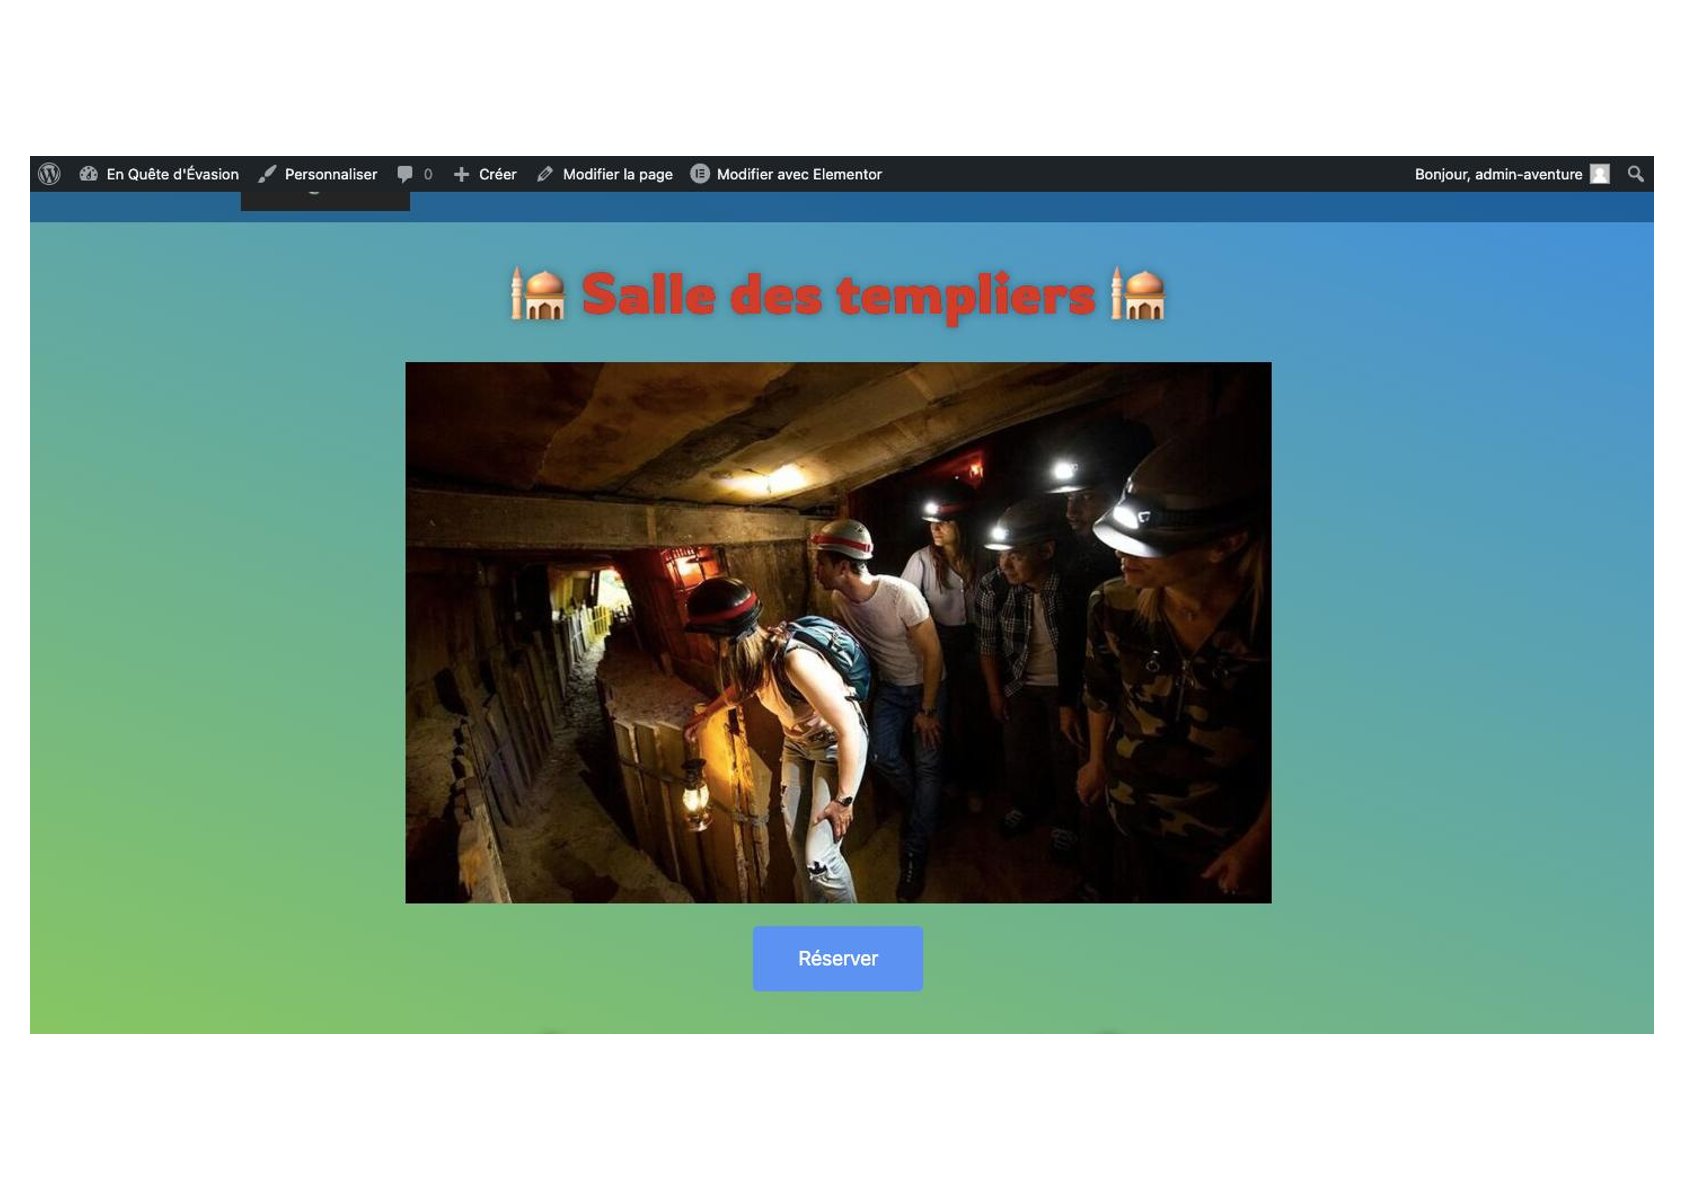 En Quête d'Évasion Personnaliser 0 Créer Modifier la page Modifier avec Elementor Bonjour, admin-aventure
🕌 Salle des templiers 🕌
Réserver